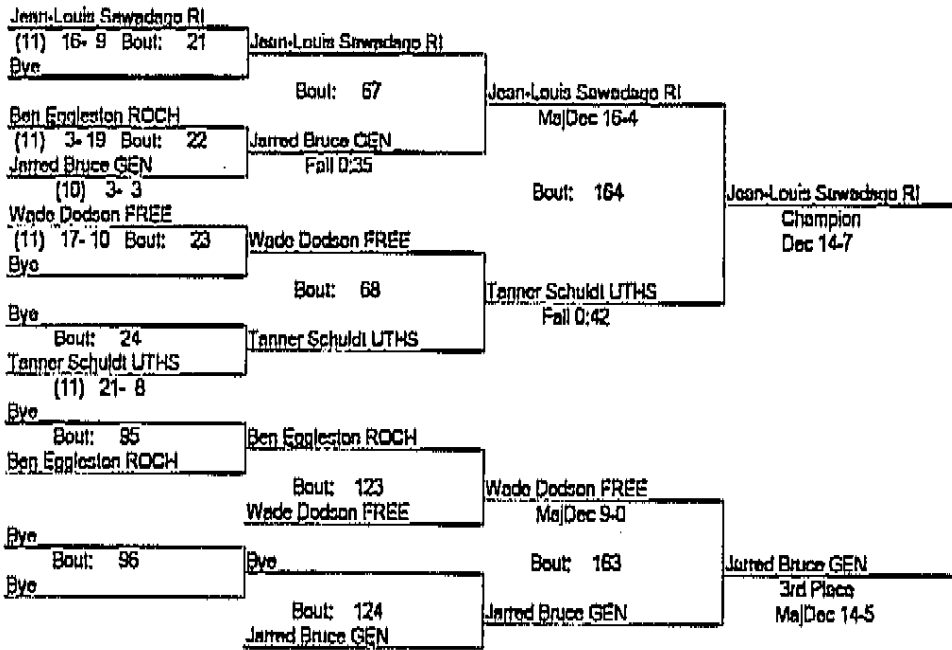 Jean-Louis Sawadago RI
(11) 16- 9 Bout: 21
Bye
Jean-Louis Sawadago RI
Bout: 67
Ben Eggleston ROCH
(11) 3- 19 Bout: 22
Jarred Bruce GEN
(10) 3- 3
Jarred Bruce GEN
Fall 0:35
Jean-Louis Sawadago RI
MajDec 16-4
Bout: 164
Wade Dodson FREE
(11) 17- 10 Bout: 23
Bye
Wade Dodson FREE
Bout: 68
Bye
Bout: 24
Tanner Schuldt UTHS
(11) 21- 8
Tanner Schuldt UTHS
Tanner Schuldt UTHS
Fall 0:42
Jean-Louis Sawadago RI
Champion
Dec 14-7
Bye
Bout: 95
Ben Eggleston ROCH
Ben Eggleston ROCH
Bout: 123
Wade Dodson FREE
Wade Dodson FREE
MajDec 9-0
Bout: 163
Bye
Bout: 96
Bye
Bye
Bout: 124
Jarred Bruce GEN
Jarred Bruce GEN
Jarred Bruce GEN
3rd Place
MajDec 14-5